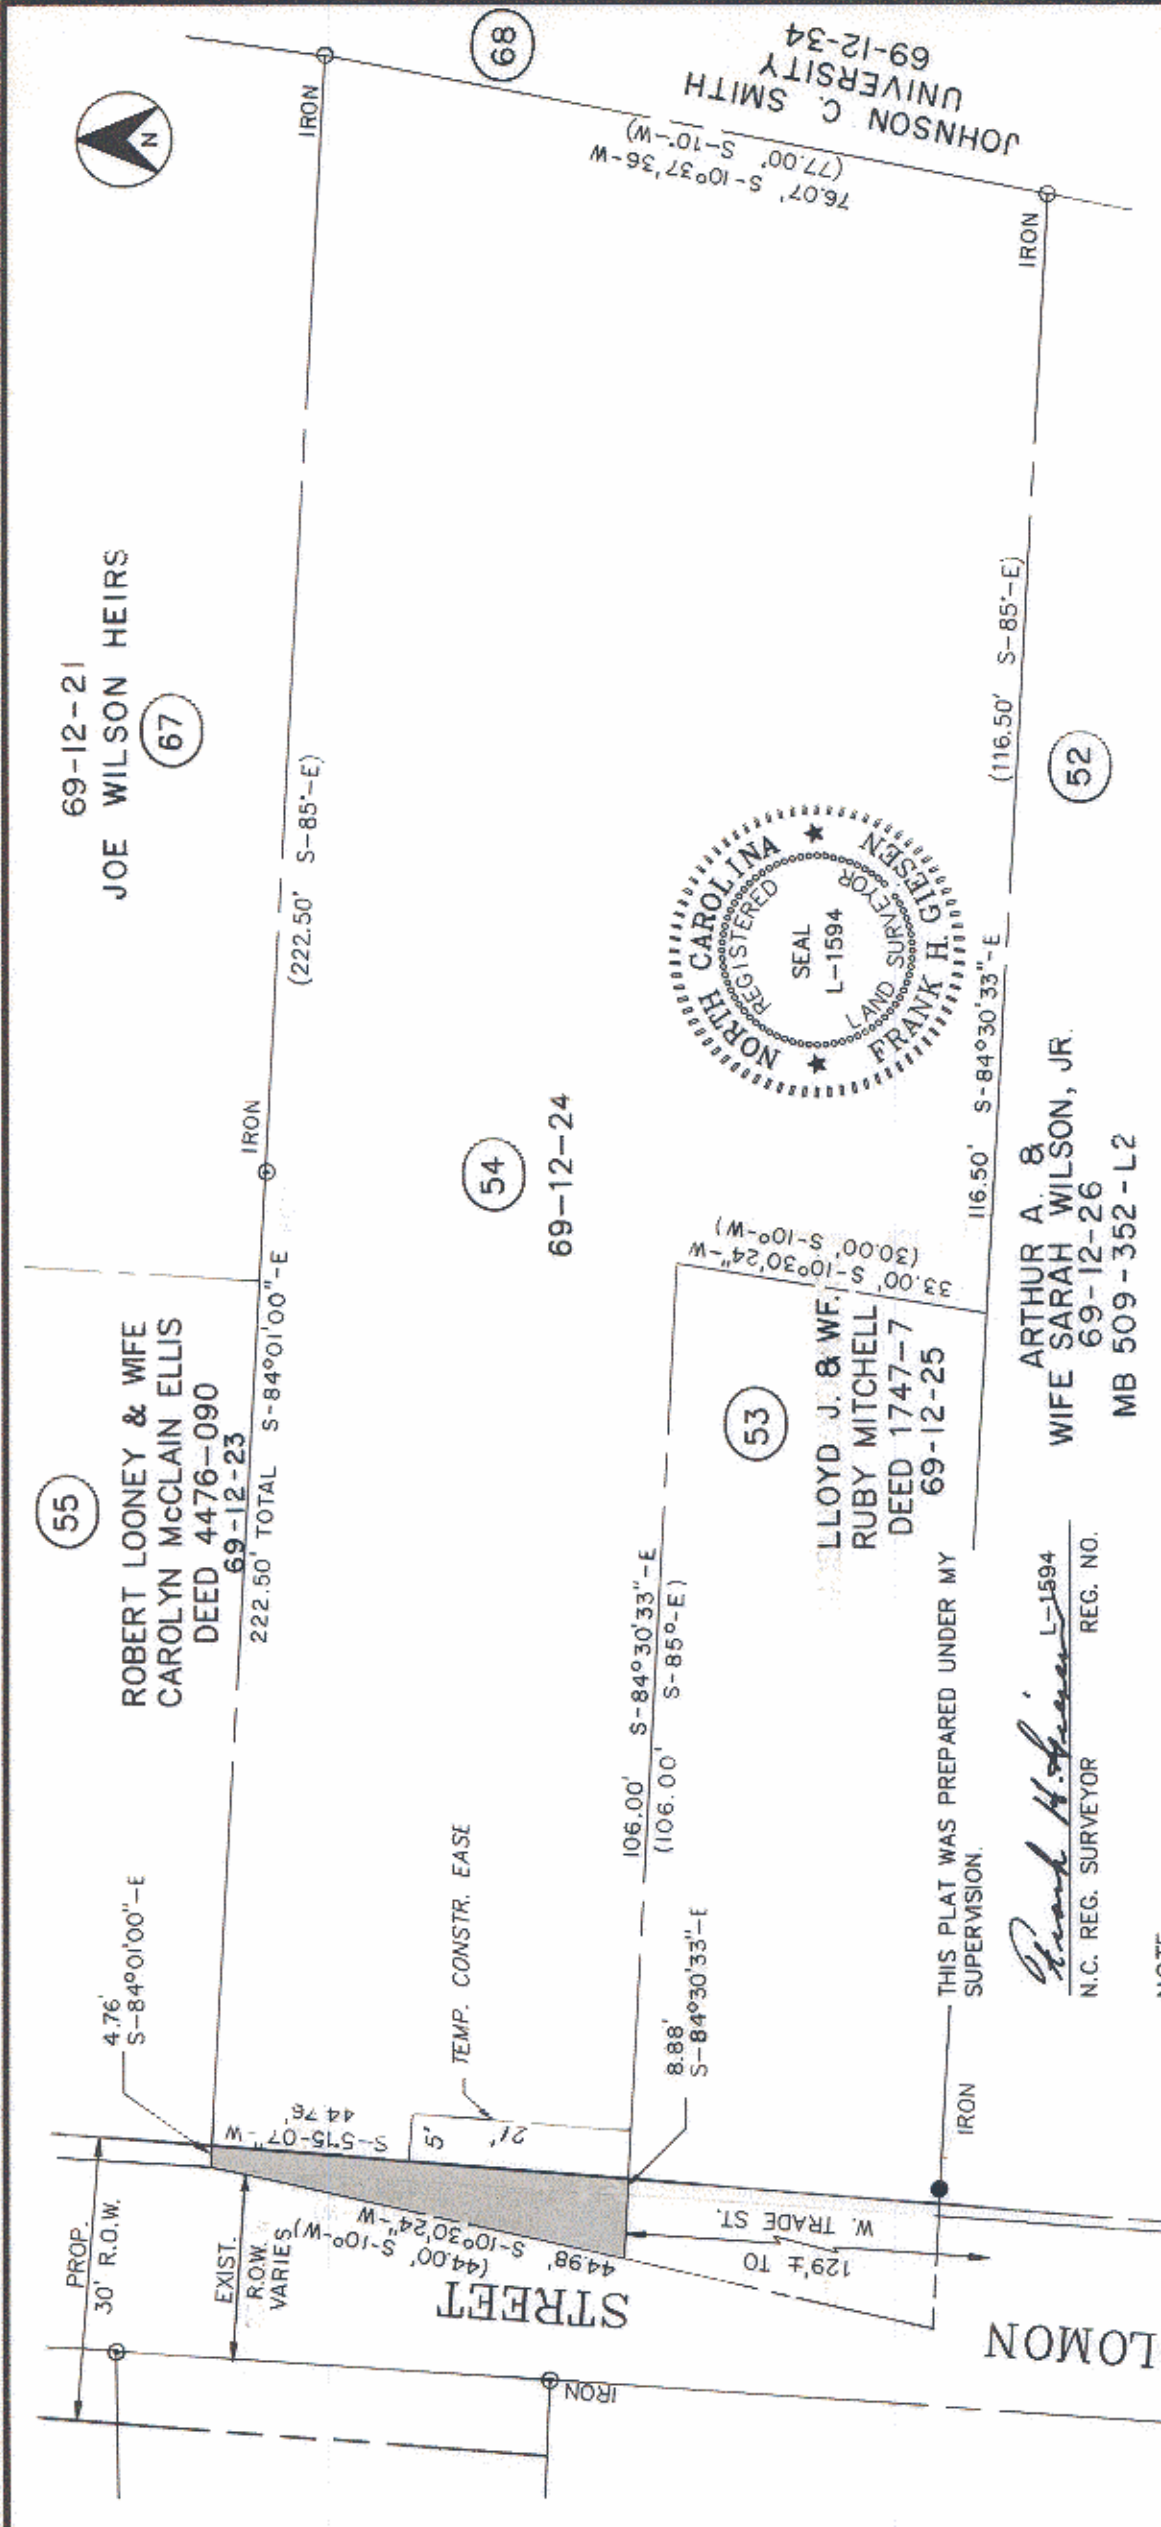 N
68
JOHNSON C. SMITH
UNIVERSITY
69-12-34
IRON
76.07' S-10°37'36-W
(77.00' S-10°-W)
IRON
69-12-21
JOE WILSON HEIRS
67
(222.50' S-85°-E)
IRON
55
ROBERT LOONEY & WIFE
CAROLYN McCLAIN ELLIS
DEED 4476-090
69-12-23
222.50' TOTAL S-84°01'00"-E
54
69-12-24
NORTH CAROLINA
REGISTERED
SEAL
L-1594
LAND SURVEYOR
FRANK H. GIESEN
(116.50' S-85°-E)
116.50' S-84°30'33"-E
52
ARTHUR A. &
WIFE SARAH WILSON, JR.
69-12-26
MB 509-352-L2
33.00' S-10°30'24"-W
(30.00' S-10°-W)
53
LLOYD J. & WF.
RUBY MITCHELL
DEED 1747-7
69-12-25
106.00' S-84°30'33"-E
(106.00' S-85°-E)
4.76'
S-84°01'00"-E
TEMP. CONSTR. EASE
5'
21'
S-5°15-07"-W
44.76'
8.88'
S-84°30'33"-E
THIS PLAT WAS PREPARED UNDER MY
SUPERVISION.
Frank H. Giesen L-1594
N.C. REG. SURVEYOR REG. NO.
NOTE
IRON
PROP.
30' R.O.W.
EXIST.
R.O.W.
VARIES
(44.00' S-10°-W)
44.98' S-10°30'24"-W
129'± TO
W. TRADE ST.
STREET
LOMON
IRON